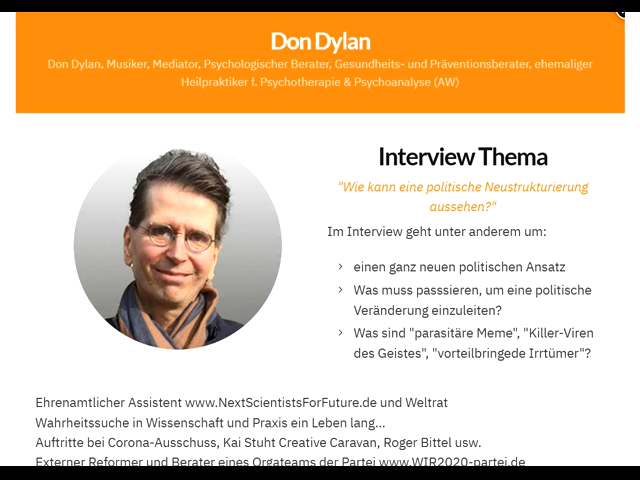 Don Dylan
Don Dylan, Musiker, Mediator, Psychologischer Berater, Gesundheits- und Präventionsberater, ehemaliger
Heilpraktiker f. Psychotherapie & Psychoanalyse (AW)
Interview Thema
"Wie kann eine politische Neustrukturierung
aussehen?"
Im Interview geht unter anderem um:
einen ganz neuen politischen Ansatz
Was muss passsieren, um eine politische
Veränderung einzuleiten?
Was sind "parasitäre Meme", "Killer-Viren
des Geistes", "vorteilbringede Irrtümer"?
Ehrenamtlicher Assistent www.NextScientistsForFuture.de und Weltrat
Wahrheitssuche in Wissenschaft und Praxis ein Leben lang...
Auftritte bei Corona-Ausschuss, Kai Stuht Creative Caravan, Roger Bittel usw.
Externer Reformer und Berater eines Orgateams der Partei www.WIR2020-partei.de